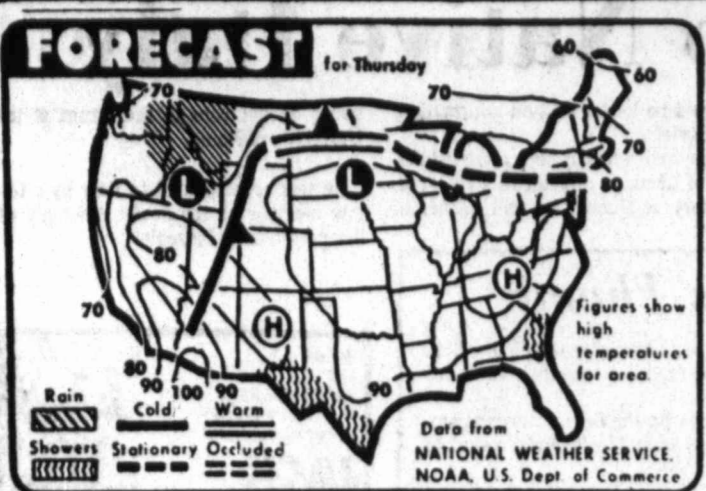 FORECAST for Thursday
60
60
70
70
70
80
L
L
80
H
H
70
Figures show
high
temperatures
for area.
80
90
100
90
90
Rain
Cold
Warm
Showers
Stationary
Occluded
Data from
NATIONAL WEATHER SERVICE,
NOAA, U.S. Dept. of Commerce